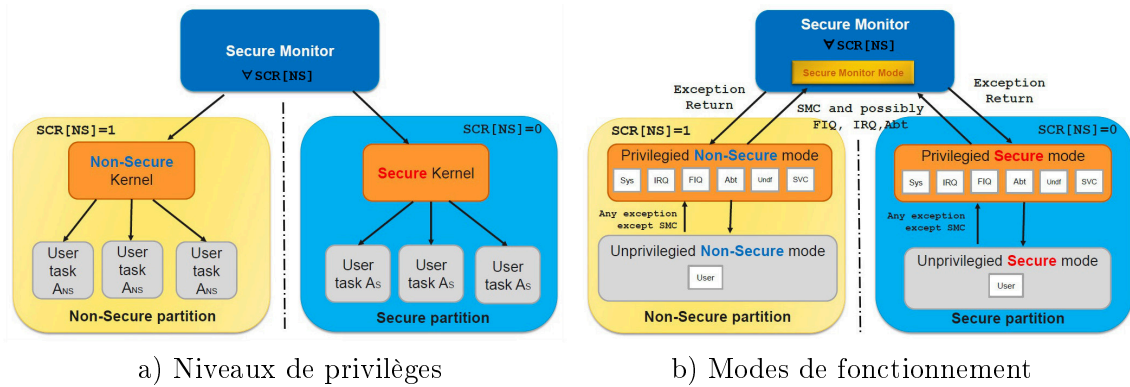 Secure Monitor
∀SCR[NS]
SCR[NS]=1
Non-Secure
Kernel
User
task
ANS
User
task
ANS
User
task
ANS
Non-Secure partition
SCR[NS]=0
Secure Kernel
User
task AS
User
task AS
User
task AS
Secure partition
a) Niveaux de privilèges
Secure Monitor
∀SCR[NS]
Secure Monitor Mode
Exception
Return
SMC and possibly
FIQ, IRQ,Abt
Exception
Return
SCR[NS]=1
Privilegied Non-Secure mode
Sys IRQ FIQ Abt Undf SVC
Any exception
except SMC
Unprivilegied Non-Secure mode
User
Non-Secure partition
SCR[NS]=0
Privilegied Secure mode
Sys IRQ FIQ Abt Undf SVC
Any exception
except SMC
Unprivilegied Secure mode
User
Secure partition
b) Modes de fonctionnement